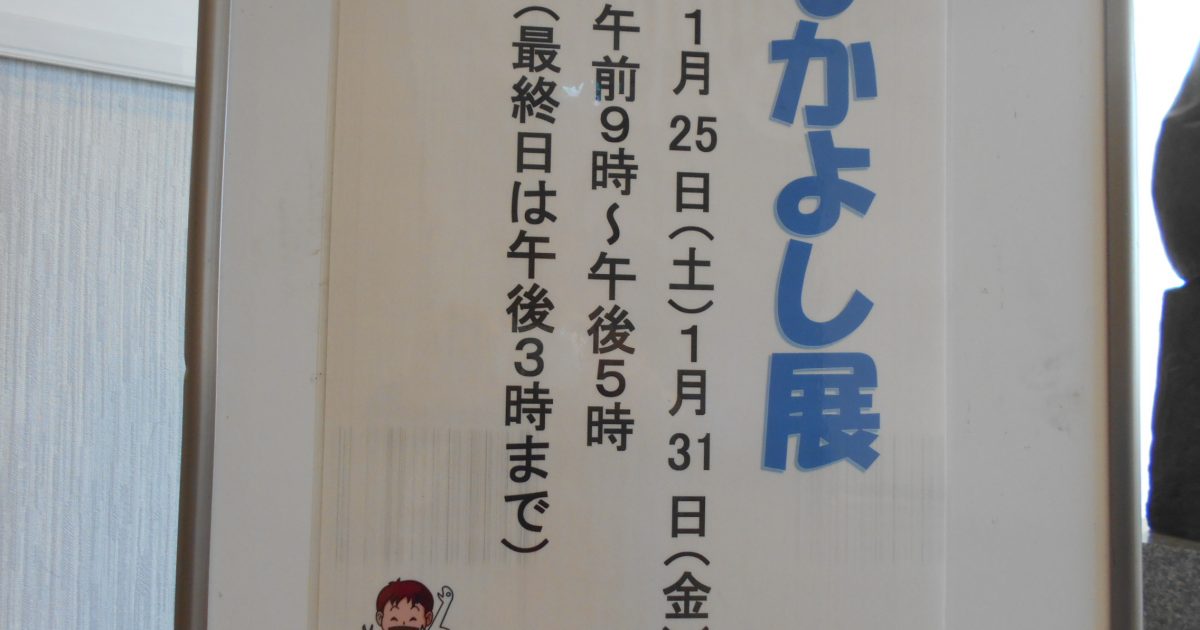 かよし展
1月25日(土)1月31日(金)
午前9時~午後5時
(最終日は午後3時まで)